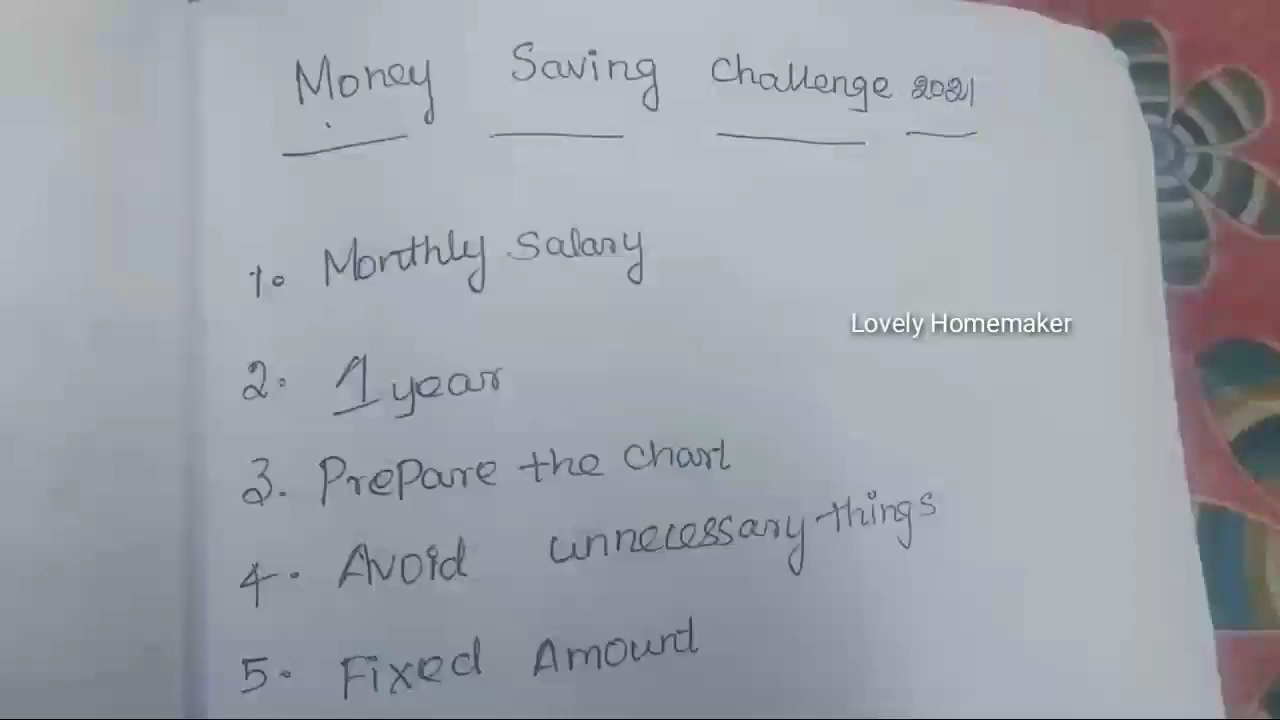 Money Saving Challenge 2021
1. Monthly Salary
Lovely Homemaker
2. 1 year
3. Prepare the chart
4. Avoid unnecessary things
5. Fixed Amount